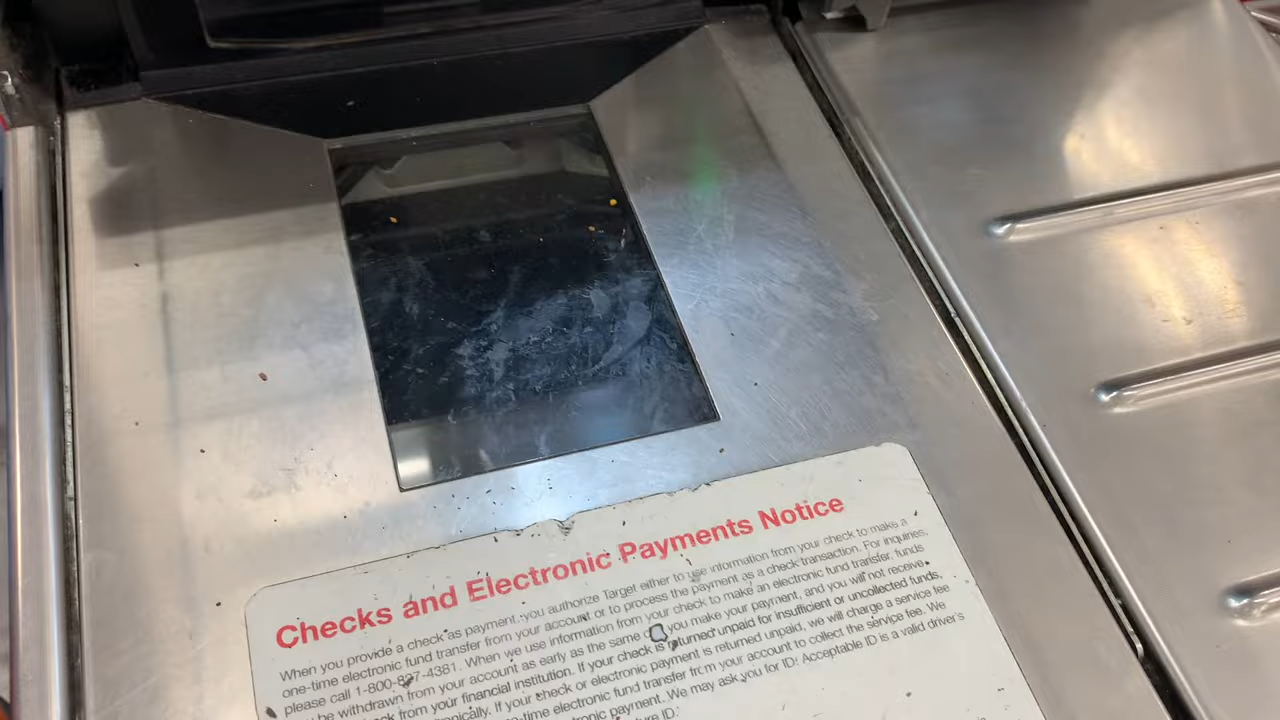 Checks and Electronic Payments Notice
When you provide a check as payment, you authorize Target either to use information from your check to make a
one-time electronic fund transfer from your account or to process the payment as a check transaction. For inquiries,
please call 1-800-827-4381. When we use information from your check to make an electronic fund transfer, funds
be withdrawn from your account as early as the same you make your payment, and you will not receive
from your financial institution. If your check is returned unpaid for insufficient or uncollected funds,
If your check or electronic payment is returned unpaid, we will charge a service fee
one-time electronic fund transfer from your account to collect the service fee. We
payment. We may ask you for ID. Acceptable ID is a valid driver's
ID.